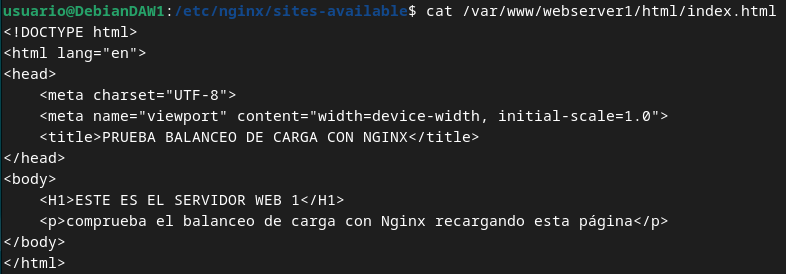 usuario@DebianDAW1:/etc/nginx/sites-available$ cat /var/www/webserver1/html/index.html
<!DOCTYPE html>
<html lang="en">
<head>
    <meta charset="UTF-8">
    <meta name="viewport" content="width=device-width, initial-scale=1.0">
    <title>PRUEBA BALANCEO DE CARGA CON NGINX</title>
</head>
<body>
    <H1>ESTE ES EL SERVIDOR WEB 1</H1>
    <p>comprueba el balanceo de carga con Nginx recargando esta página</p>
</body>
</html>